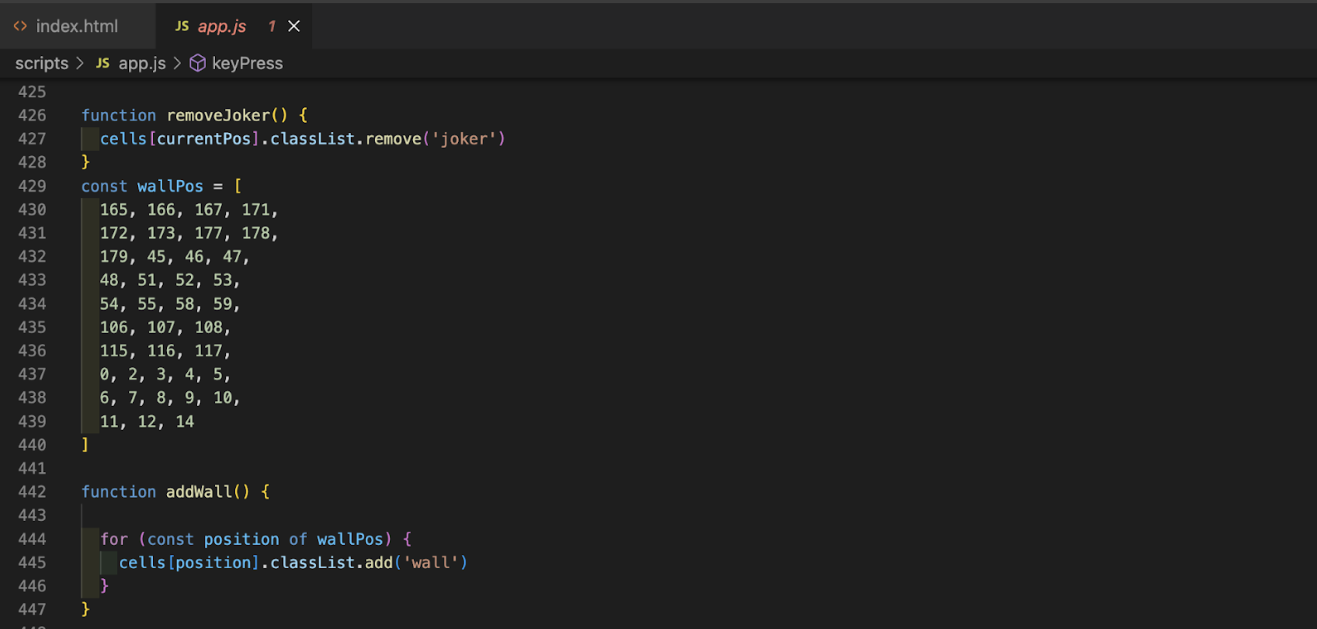 <> index.html JS app.js 1 ×
scripts > JS app.js > keyPress
425
426 function removeJoker() {
427 cells[currentPos].classList.remove('joker')
428 }
429 const wallPos = [
430 165, 166, 167, 171,
431 172, 173, 177, 178,
432 179, 45, 46, 47,
433 48, 51, 52, 53,
434 54, 55, 58, 59,
435 106, 107, 108,
436 115, 116, 117,
437 0, 2, 3, 4, 5,
438 6, 7, 8, 9, 10,
439 11, 12, 14
440 ]
441
442 function addWall() {
443
444 for (const position of wallPos) {
445 cells[position].classList.add('wall')
446 }
447 }